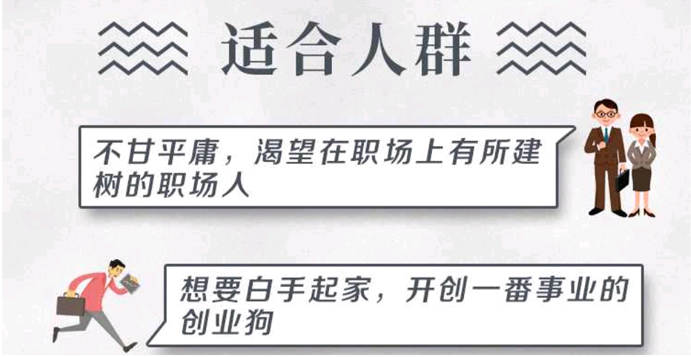 适合人群
不甘平庸，渴望在职场上有所建
树的职场人
想要白手起家，开创一番事业的
创业狗